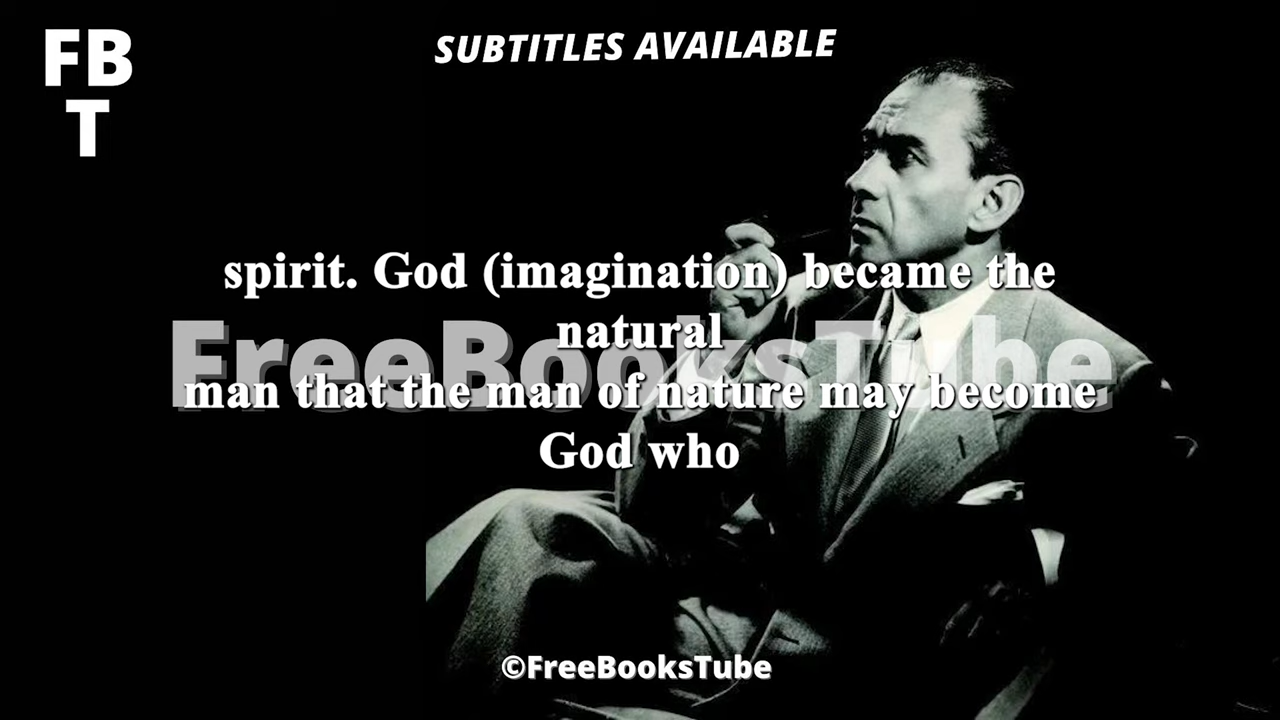 FB
T
SUBTITLES AVAILABLE
spirit. God (imagination) became the
natural
FreeBooksTube
man that the man of nature may become
God who
©FreeBooksTube